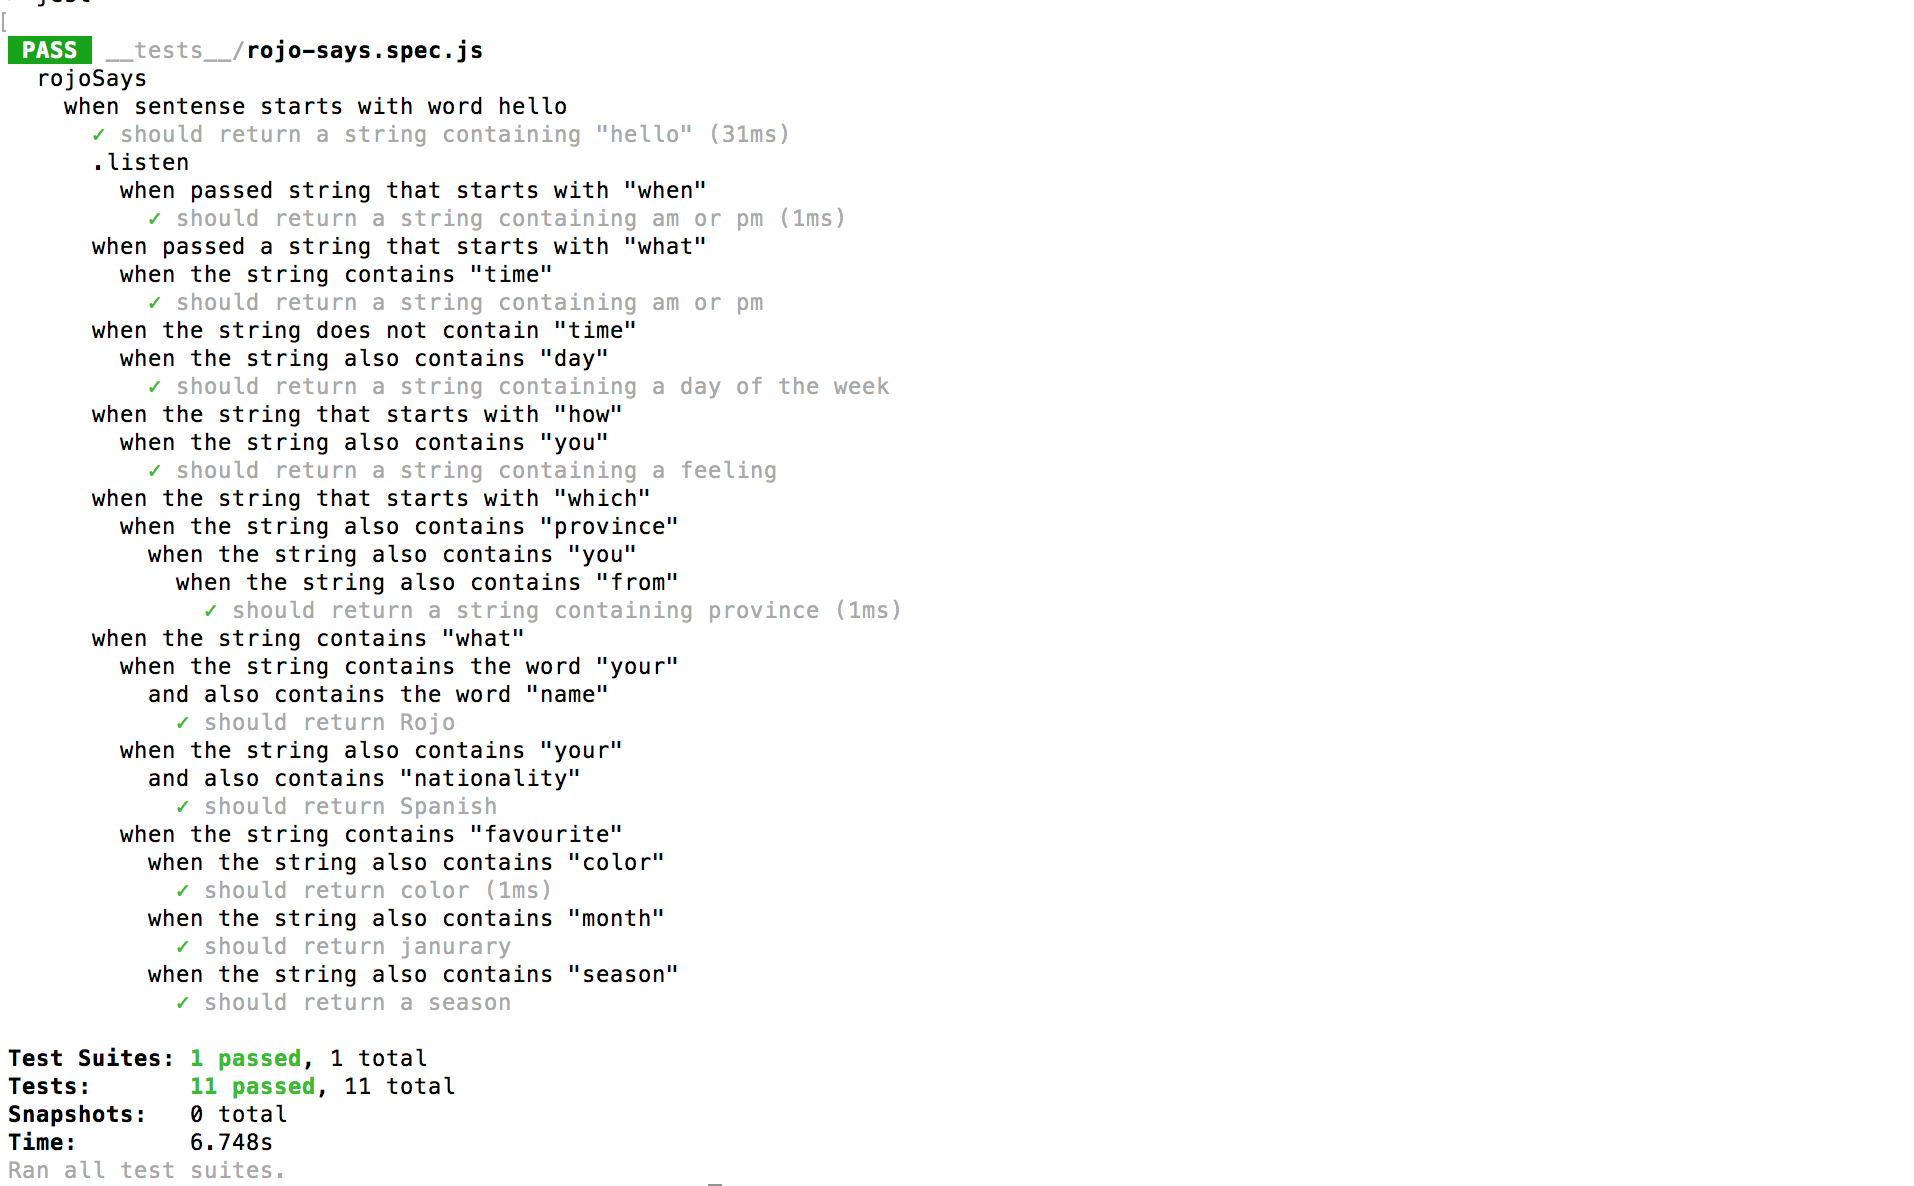 PASS __tests__/rojo-says.spec.js
rojoSays
when sentense starts with word hello
✓ should return a string containing "hello" (31ms)
.listen
when passed string that starts with "when"
✓ should return a string containing am or pm (1ms)
when passed a string that starts with "what"
when the string contains "time"
✓ should return a string containing am or pm
when the string does not contain "time"
when the string also contains "day"
✓ should return a string containing a day of the week
when the string that starts with "how"
when the string also contains "you"
✓ should return a string containing a feeling
when the string that starts with "which"
when the string also contains "province"
when the string also contains "you"
when the string also contains "from"
✓ should return a string containing province (1ms)
when the string contains "what"
when the string contains the word "your"
and also contains the word "name"
✓ should return Rojo
when the string also contains "your"
and also contains "nationality"
✓ should return Spanish
when the string contains "favourite"
when the string also contains "color"
✓ should return color (1ms)
when the string also contains "month"
✓ should return janurary
when the string also contains "season"
✓ should return a season
Test Suites: 1 passed, 1 total
Tests: 11 passed, 11 total
Snapshots: 0 total
Time: 6.748s
Ran all test suites.